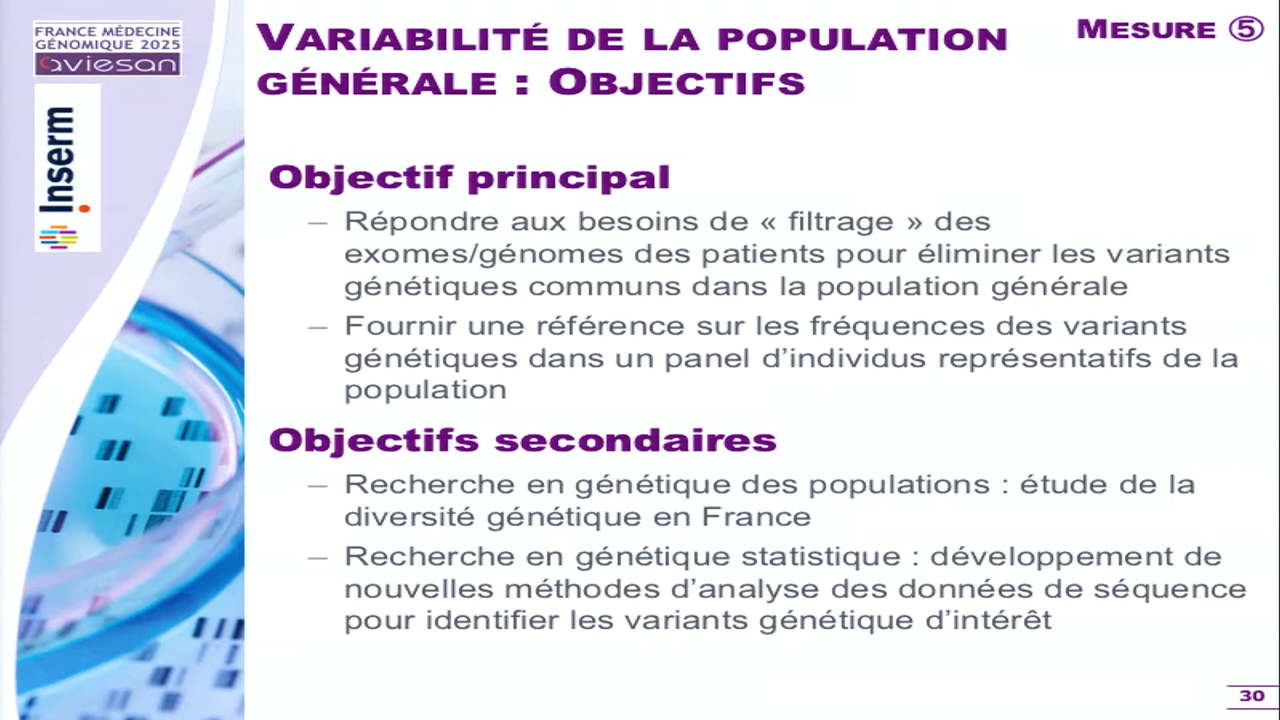 FRANCE MÉDECINE
GÉNOMIQUE 2025
aviesan
Inserm
VARIABILITÉ DE LA POPULATION
GÉNÉRALE : OBJECTIFS
MESURE ⑤
Objectif principal
– Répondre aux besoins de « filtrage » des
exomes/génomes des patients pour éliminer les variants
génétiques communs dans la population générale
– Fournir une référence sur les fréquences des variants
génétiques dans un panel d’individus représentatifs de la
population
Objectifs secondaires
– Recherche en génétique des populations : étude de la
diversité génétique en France
– Recherche en génétique statistique : développement de
nouvelles méthodes d’analyse des données de séquence
pour identifier les variants génétique d’intérêt
30